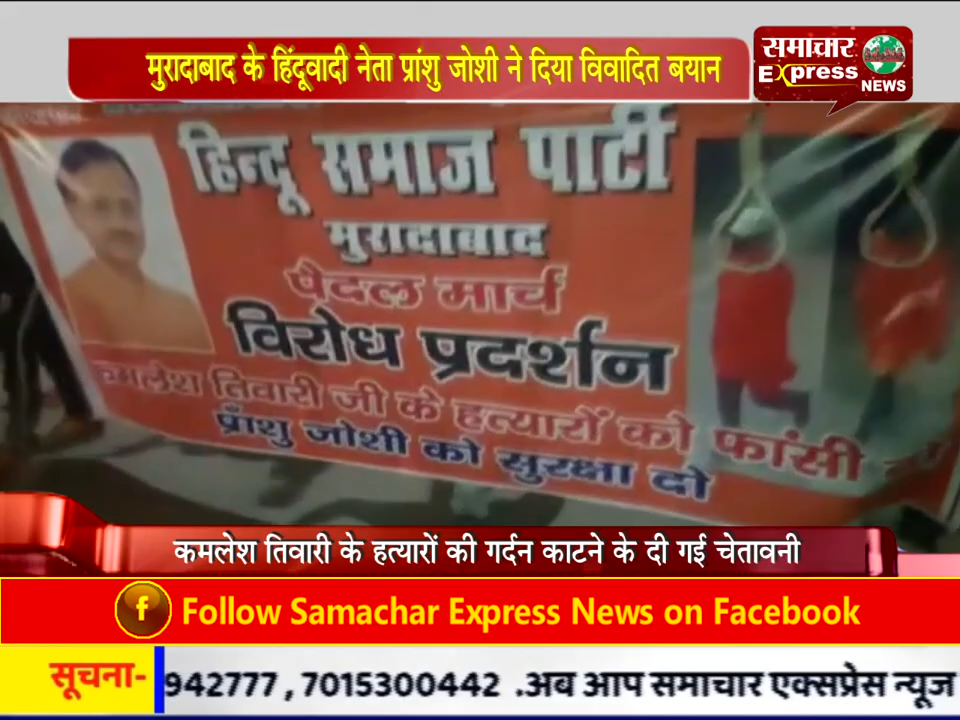 मुरादाबाद के हिंदूवादी नेता प्रांशु जोशी ने दिया विवादित बयान
समाचार
Express
NEWS
हिन्दू समाज पार्टी
मुरादाबाद
पैदल मार्च
विरोध प्रदर्शन
कमलेश तिवारी जी के हत्यारों को फांसी
प्राँशु जोशी को सुरक्षा दो
कमलेश तिवारी के हत्यारों की गर्दन काटने के दी गई चेतावनी
f Follow Samachar Express News on Facebook
सूचना- 942777 , 7015300442 .अब आप समाचार एक्सप्रेस न्यूज